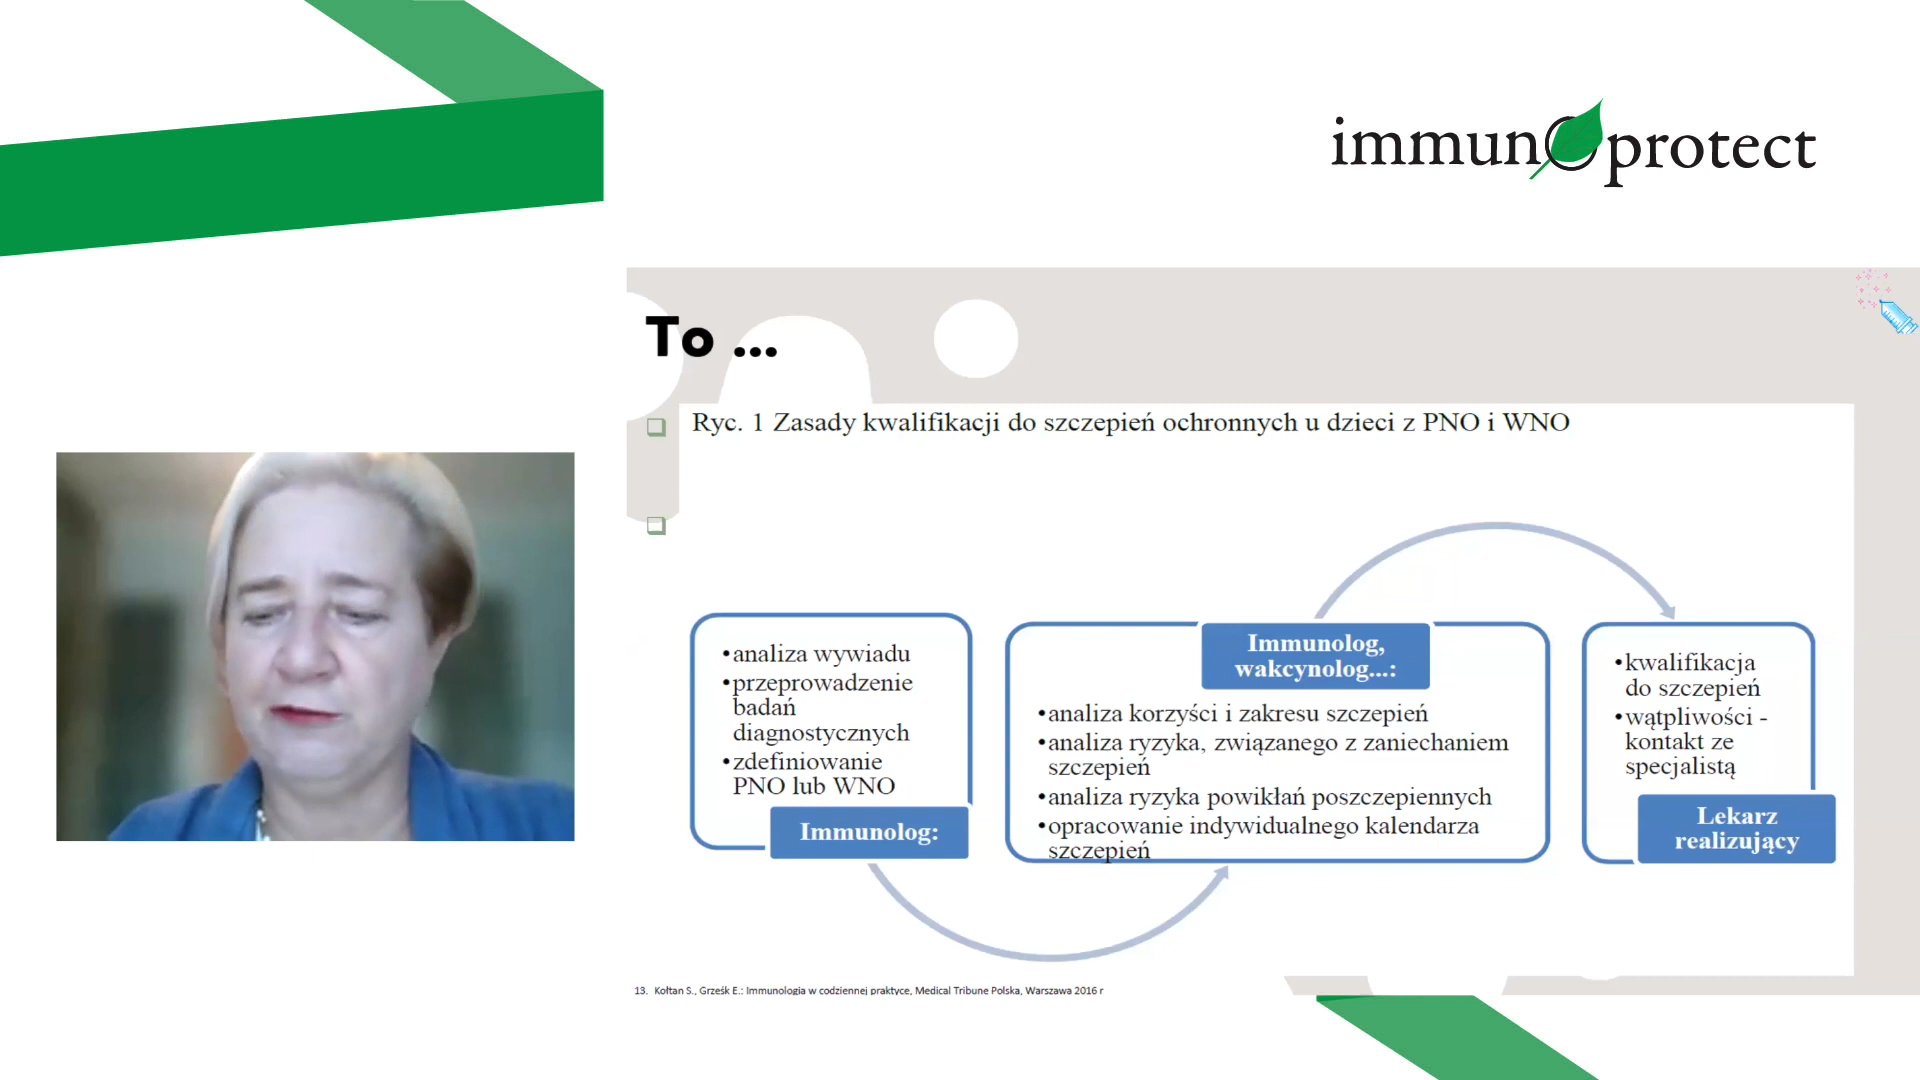 immunoprotect
To ...
Ryc. 1 Zasady kwalifikacji do szczepień ochronnych u dzieci z PNO i WNO
•analiza wywiadu
•przeprowadzenie
badań
diagnostycznych
•zdefiniowanie
PNO lub WNO
Immunolog:
Immunolog,
wakcynolog...:
•analiza korzyści i zakresu szczepień
•analiza ryzyka, związanego z zaniechaniem
szczepień
•analiza ryzyka powikłań poszczepiennych
•opracowanie indywidualnego kalendarza
szczepień
•kwalifikacja
do szczepień
•wątpliwości -
kontakt ze
specjalistą
Lekarz
realizujący
13. Kołtan S., Grześk E.: Immunologia w codziennej praktyce, Medical Tribune Polska, Warszawa 2016 r